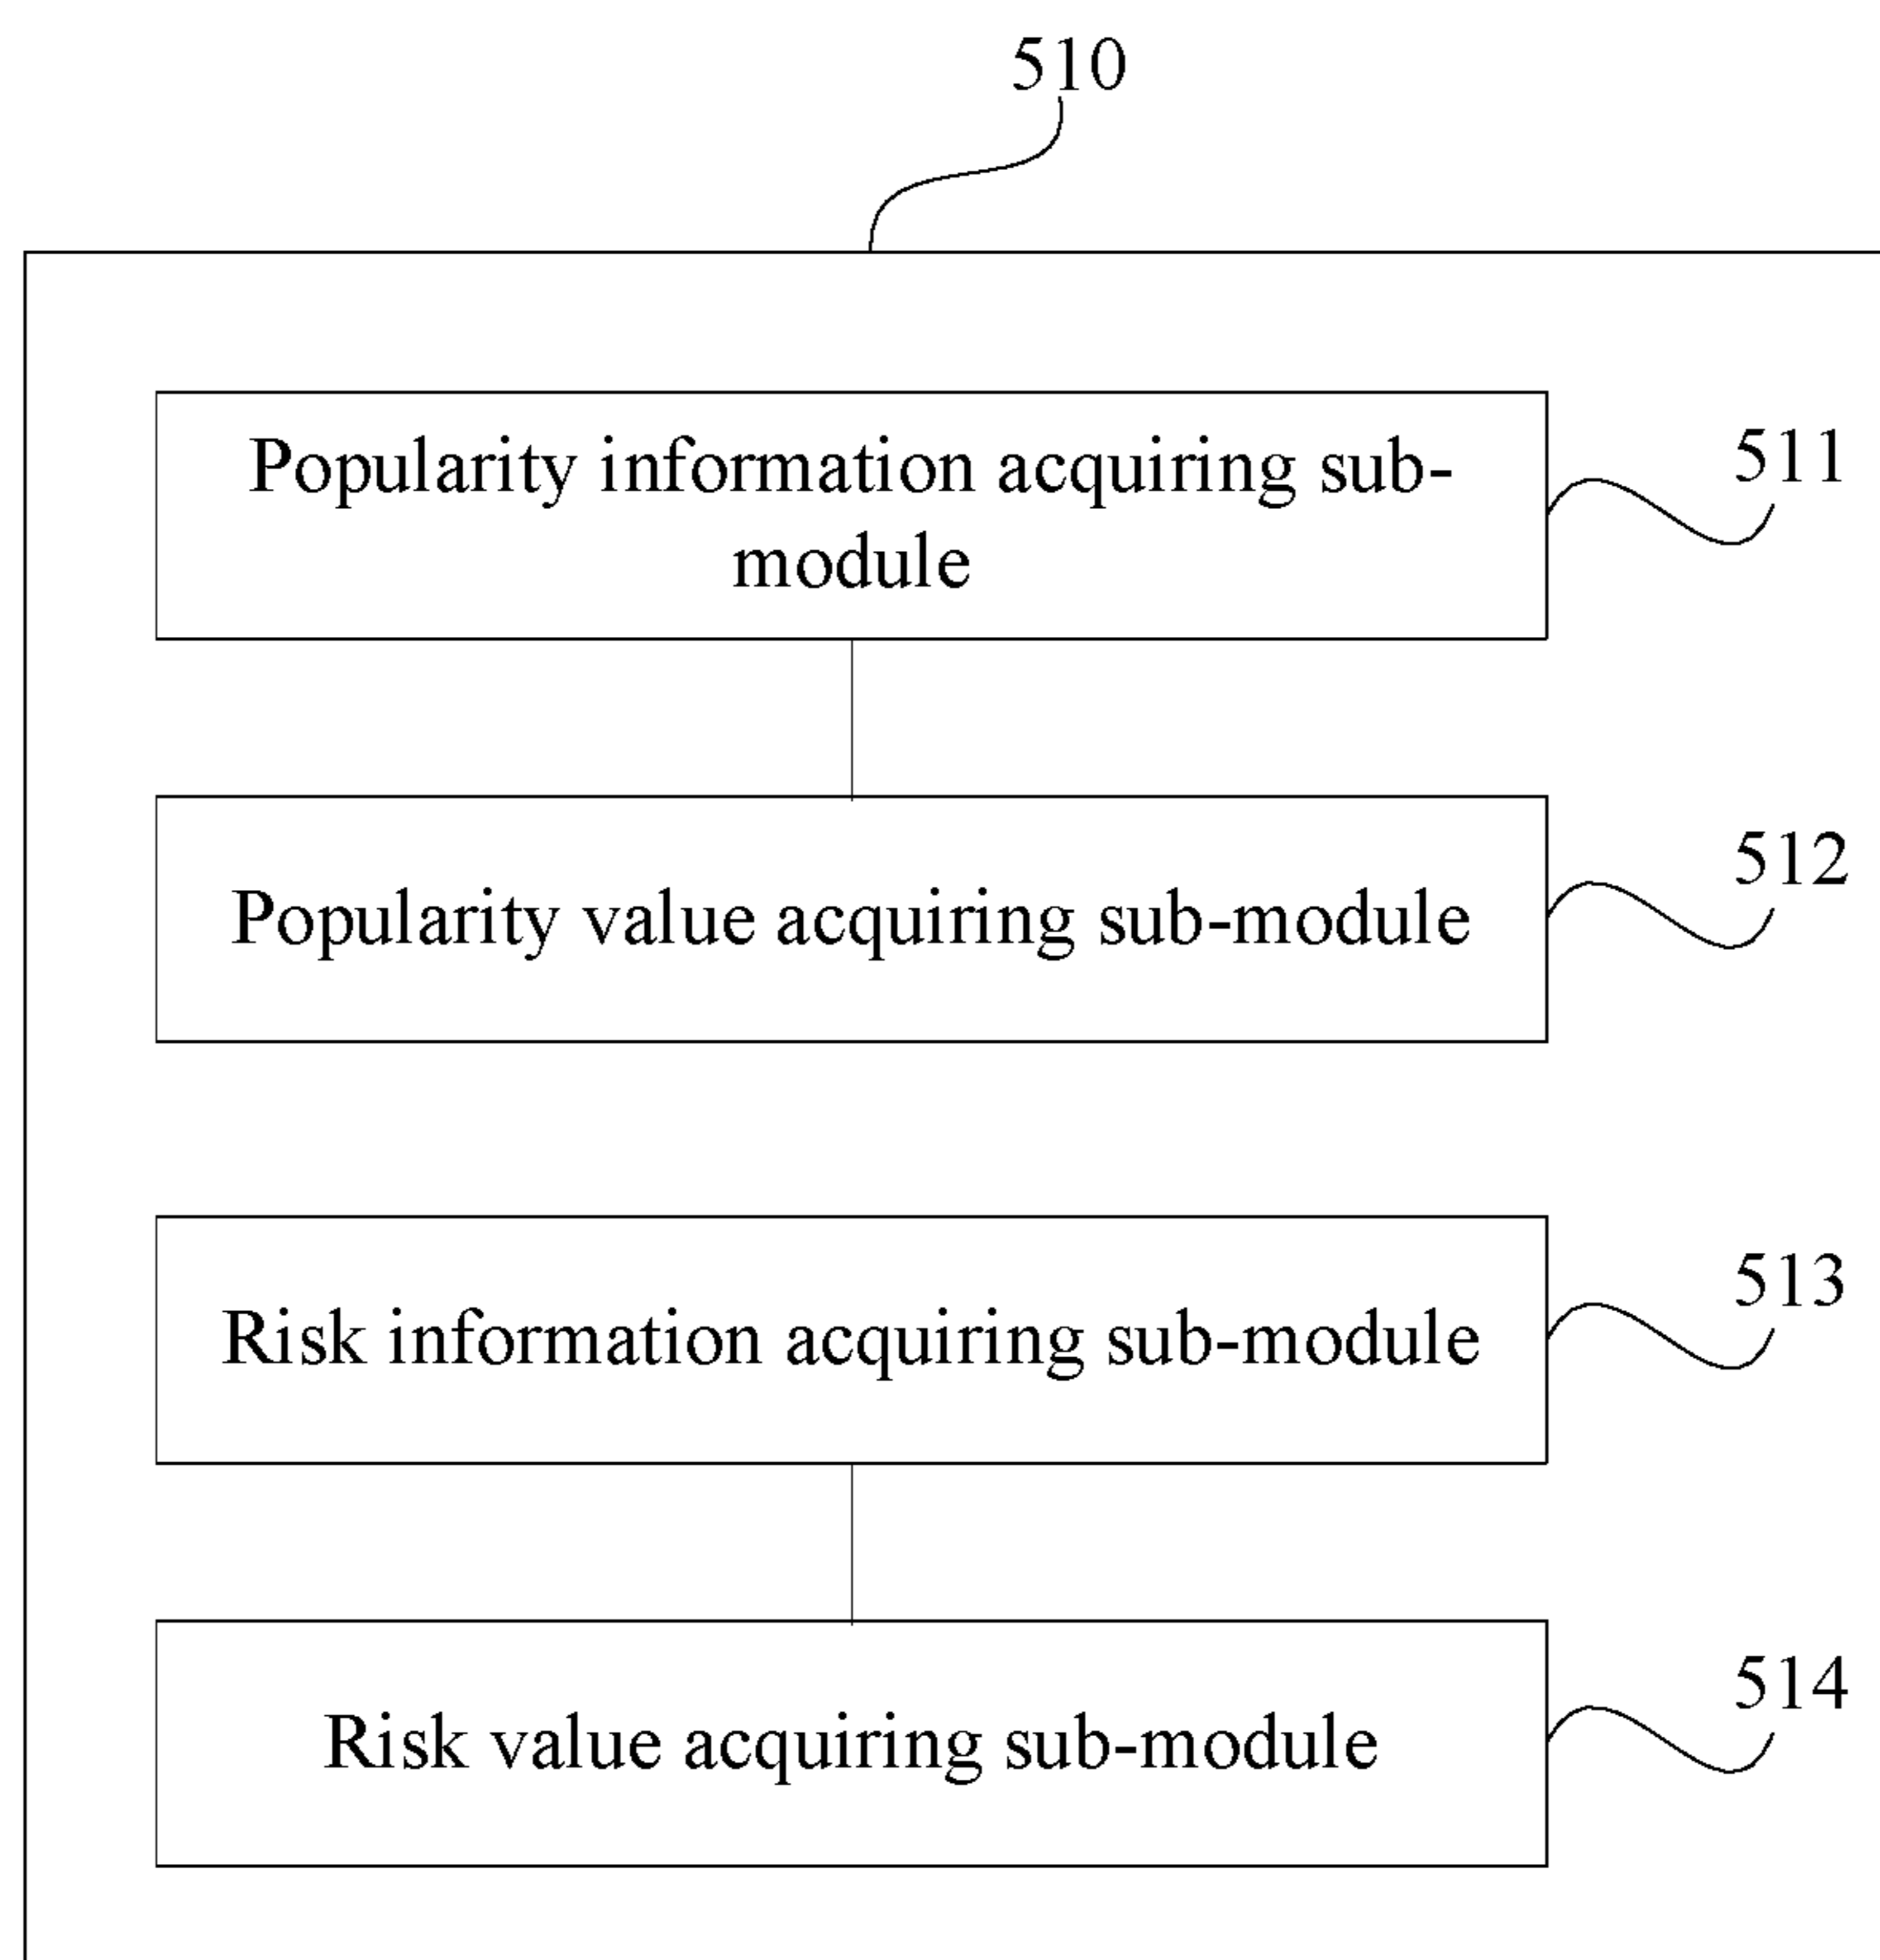 510
Popularity information acquiring sub-
module
511
Popularity value acquiring sub-module
512
Risk information acquiring sub-module
513
Risk value acquiring sub-module
514